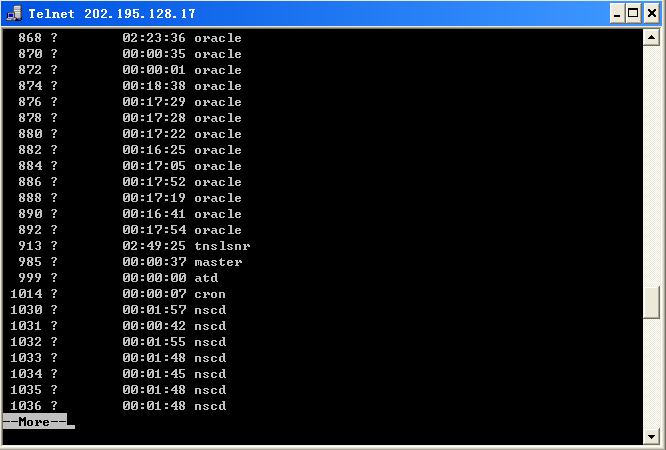 Telnet 202.195.128.17
868 ? 02:23:36 oracle
870 ? 00:00:35 oracle
872 ? 00:00:01 oracle
874 ? 00:18:38 oracle
876 ? 00:17:29 oracle
878 ? 00:17:28 oracle
880 ? 00:17:22 oracle
882 ? 00:16:25 oracle
884 ? 00:17:05 oracle
886 ? 00:17:52 oracle
888 ? 00:17:19 oracle
890 ? 00:16:41 oracle
892 ? 00:17:54 oracle
913 ? 02:49:25 tnslsnr
985 ? 00:00:37 master
999 ? 00:00:00 atd
1014 ? 00:00:07 cron
1030 ? 00:01:57 nscd
1031 ? 00:00:42 nscd
1032 ? 00:01:55 nscd
1033 ? 00:01:48 nscd
1034 ? 00:01:45 nscd
1035 ? 00:01:48 nscd
1036 ? 00:01:48 nscd
--More--